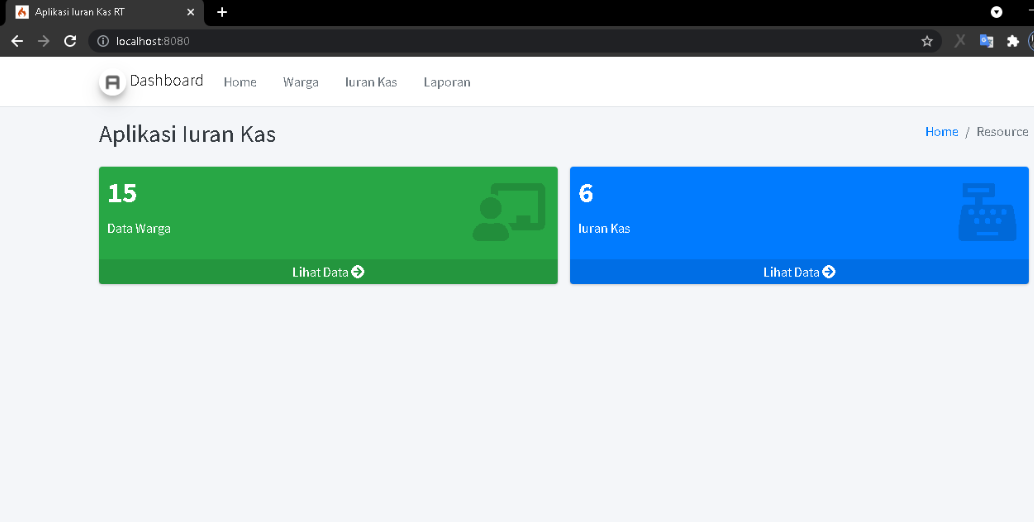 Aplikasi Iuran Kas RT
localhost:8080
Dashboard Home Warga Iuran Kas Laporan
Aplikasi Iuran Kas
Home / Resource
15
Data Warga
Lihat Data
6
Iuran Kas
Lihat Data